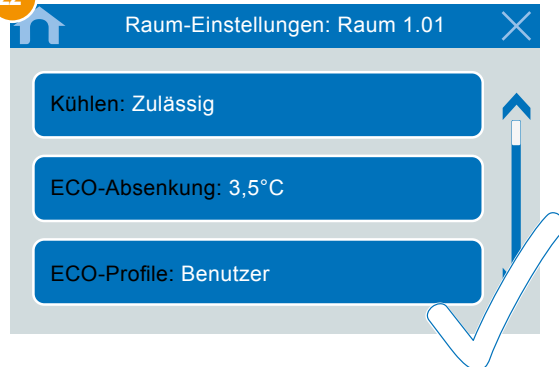 Raum-Einstellungen: Raum 1.01
Kühlen: Zulässig
ECO-Absenkung: 3,5°C
ECO-Profile: Benutzer